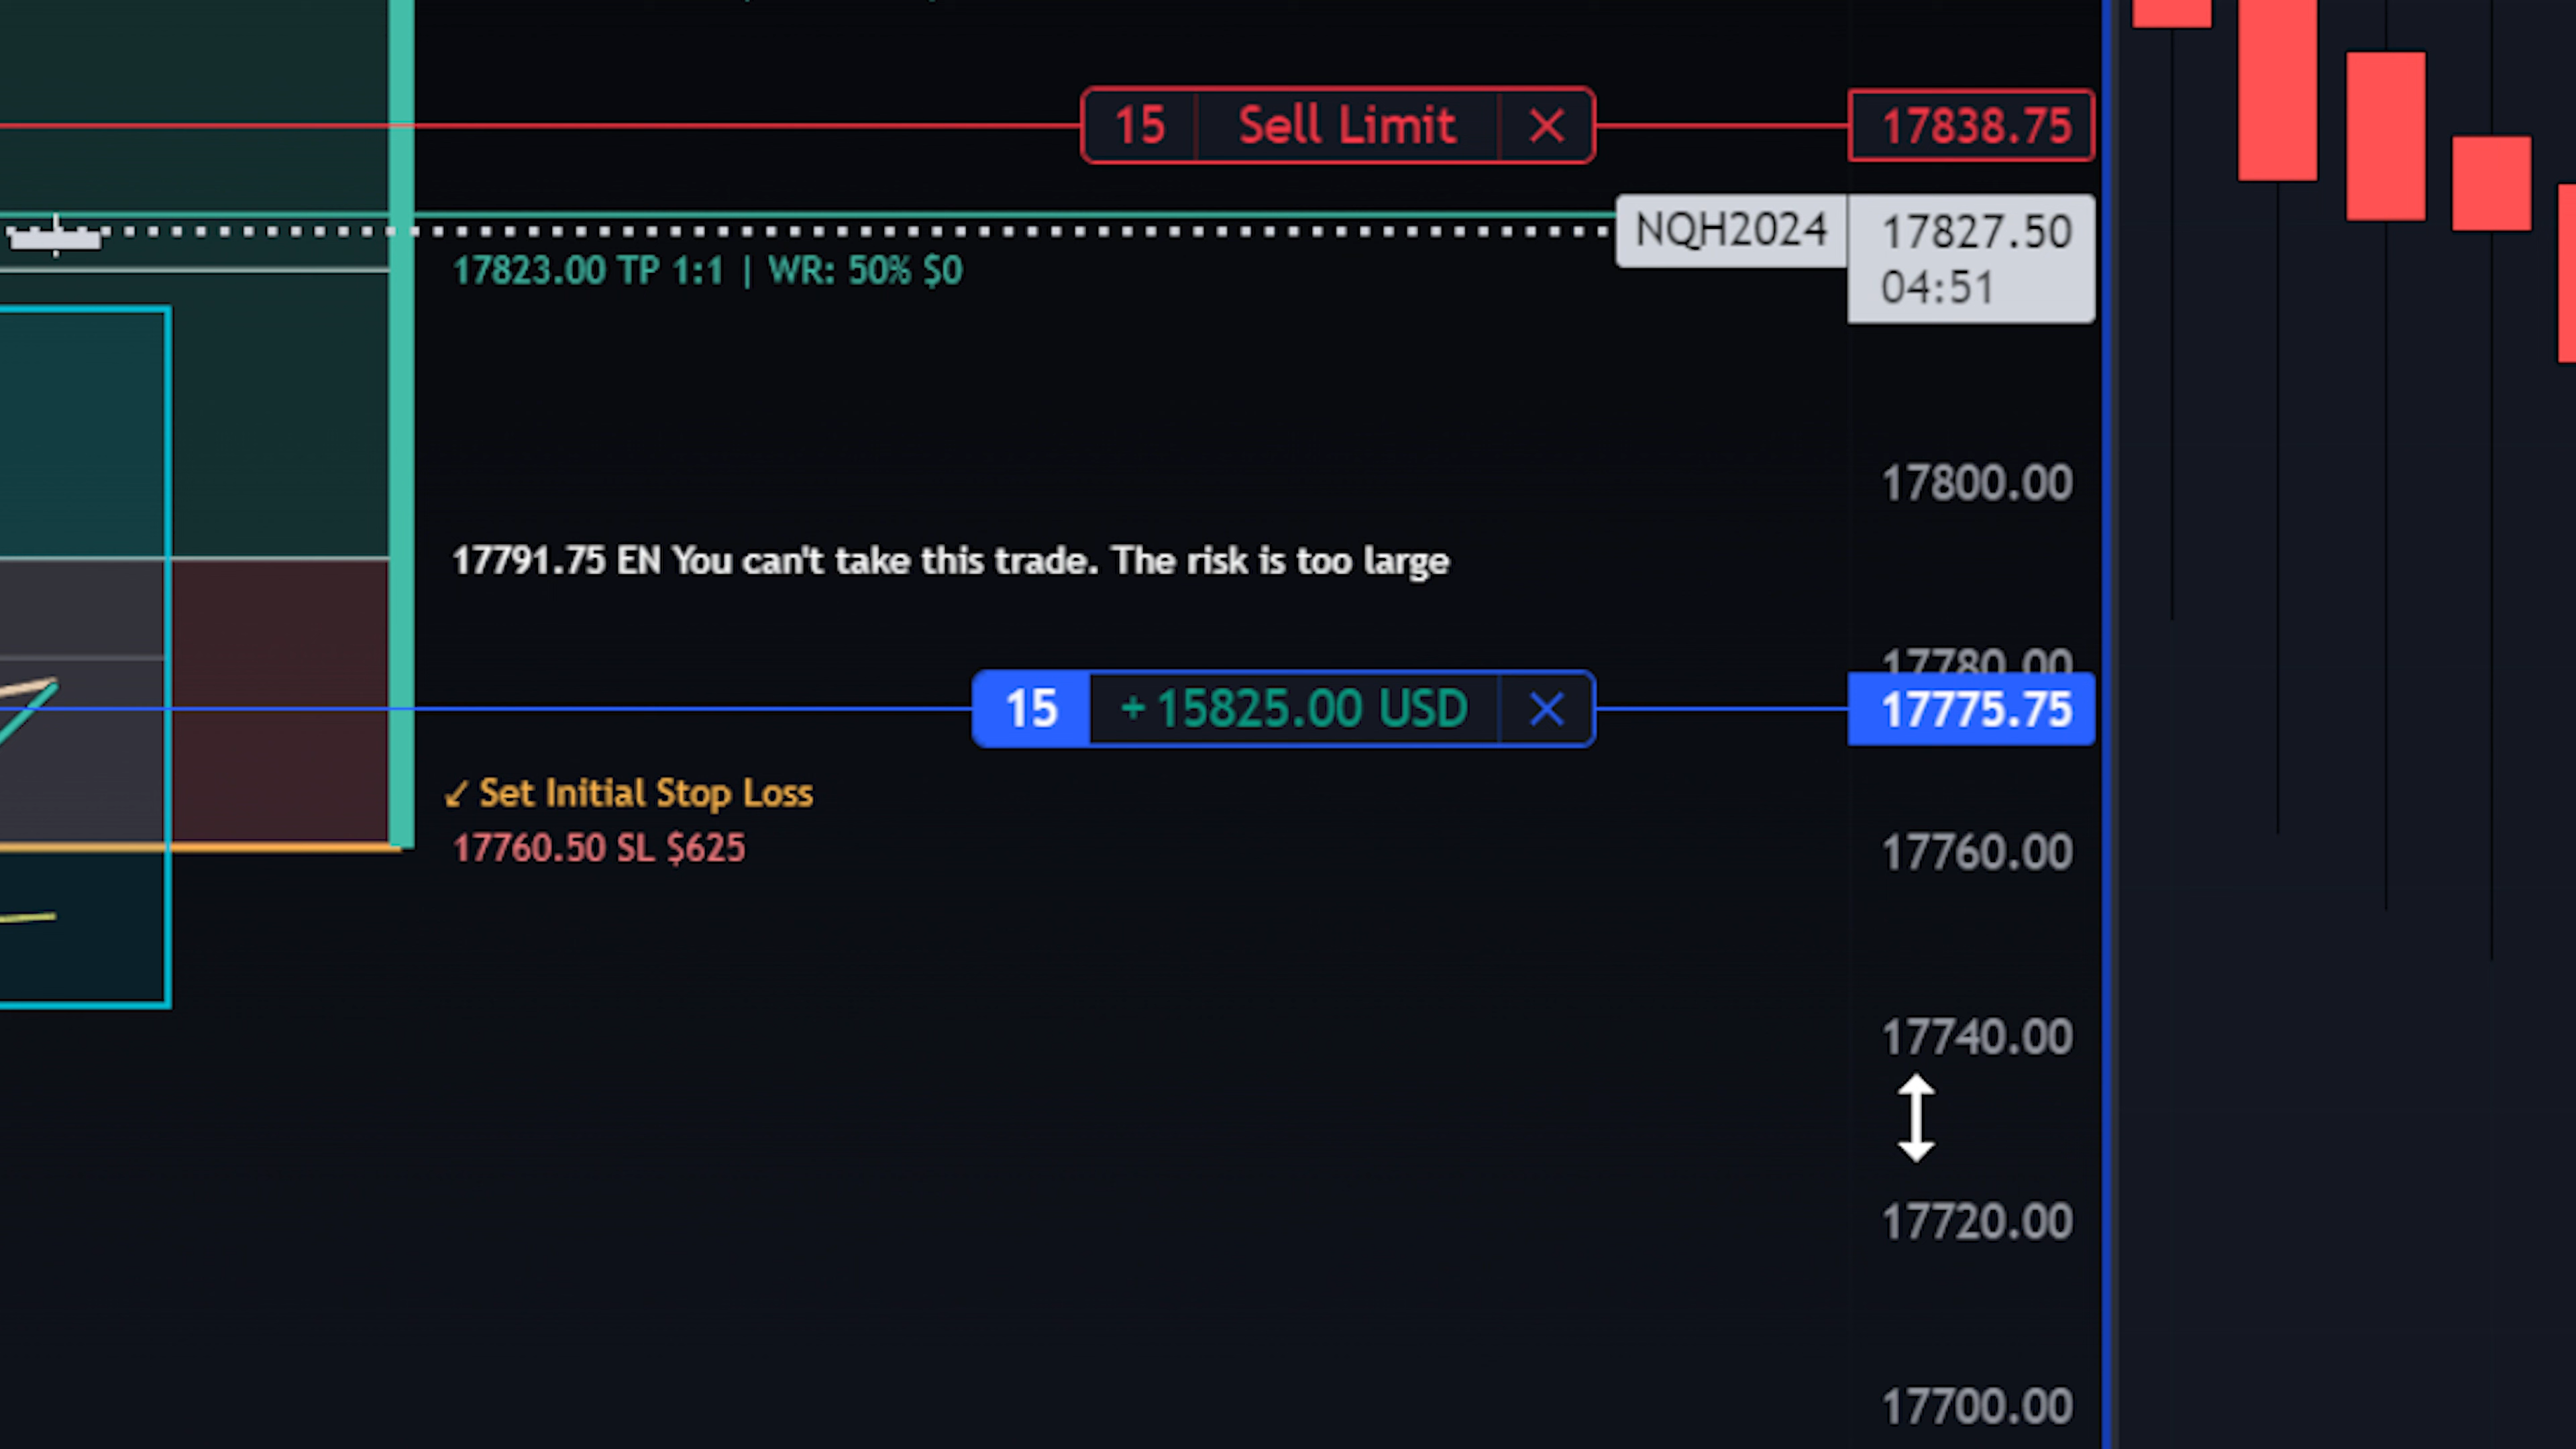 15 Sell Limit × 17838.75
NQH2024 17827.50
04:51
17823.00 TP 1:1 | WR: 50% $0
17800.00
17791.75 EN You can't take this trade. The risk is too large
17780.00
15 + 15825.00 USD × 17775.75
↙ Set Initial Stop Loss
17760.50 SL $625
17760.00
17740.00
17720.00
17700.00